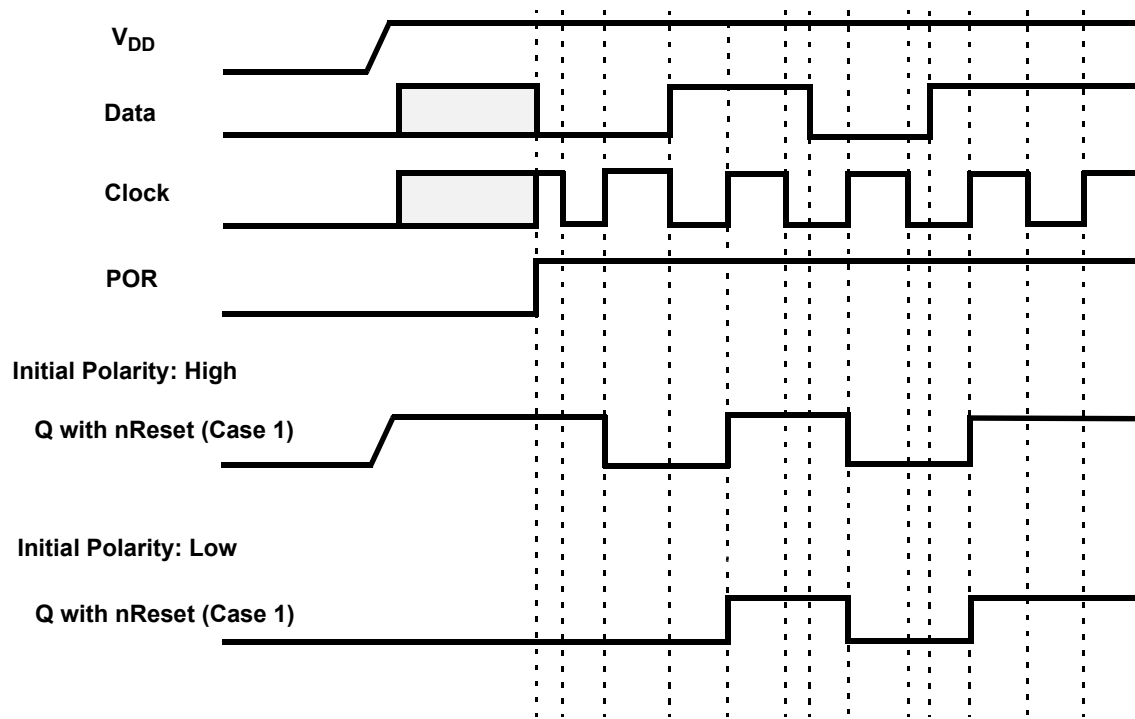 VDD
Data
Clock
POR
Initial Polarity: High
Q with nReset (Case 1)
Initial Polarity: Low
Q with nReset (Case 1)